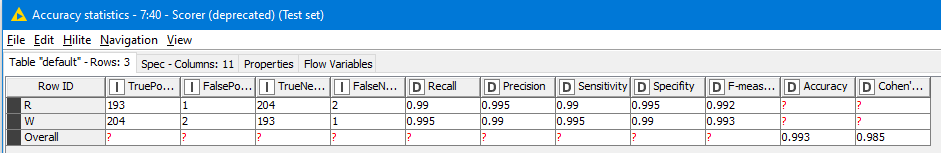 Accuracy statistics - 7:40 - Scorer (deprecated) (Test set)
File Edit Hilite Navigation View
Table "default" - Rows: 3 Spec - Columns: 11 Properties Flow Variables
Row ID I TruePo... I FalsePo... I TrueNe... I FalseN... D Recall D Precision D Sensitivity D Specifity D F-meas... D Accuracy D Cohen'...
R 193 1 204 2 0.99 0.995 0.99 0.995 0.992 ? ?
W 204 2 193 1 0.995 0.99 0.995 0.99 0.993 ? ?
Overall ? ? ? ? ? ? ? ? ? 0.993 0.985